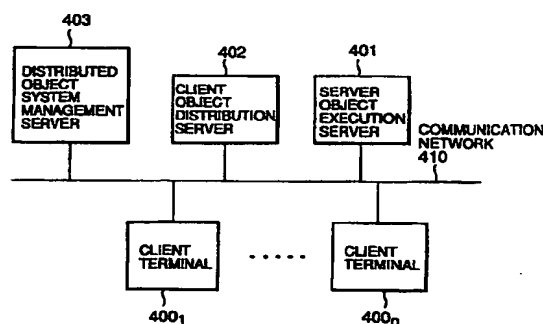 403
402
401
DISTRIBUTED
OBJECT
SYSTEM
MANAGEMENT
SERVER
CLIENT
OBJECT
DISTRIBUTION
SERVER
SERVER
OBJECT
EXECUTION
SERVER
COMMUNICATION
NETWORK
410
CLIENT
TERMINAL
.....
CLIENT
TERMINAL
400₁
400ₙ